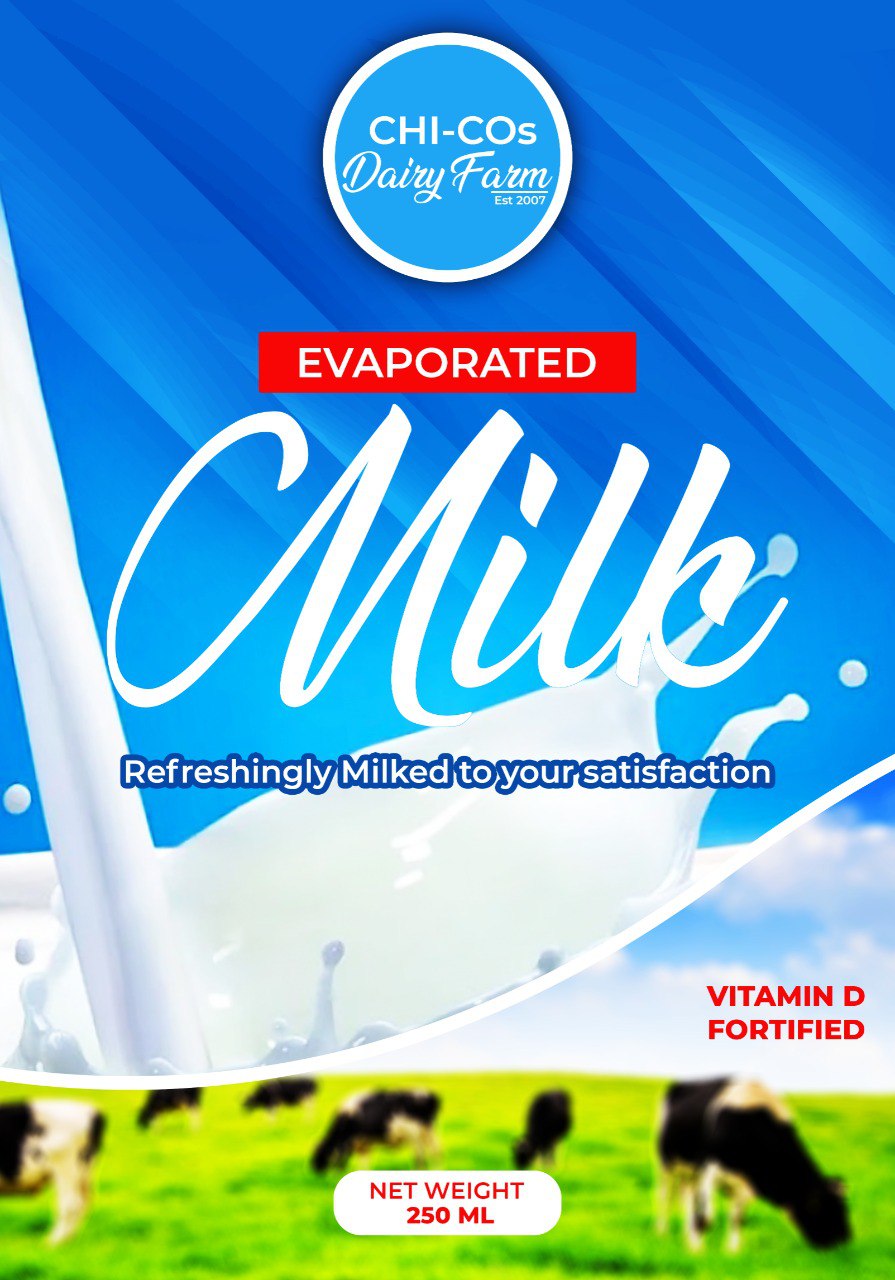 CHI-COs
Dairy Farm
Est 2007
EVAPORATED
Milk
Refreshingly Milked to your satisfaction
VITAMIN D
FORTIFIED
NET WEIGHT
250 ML